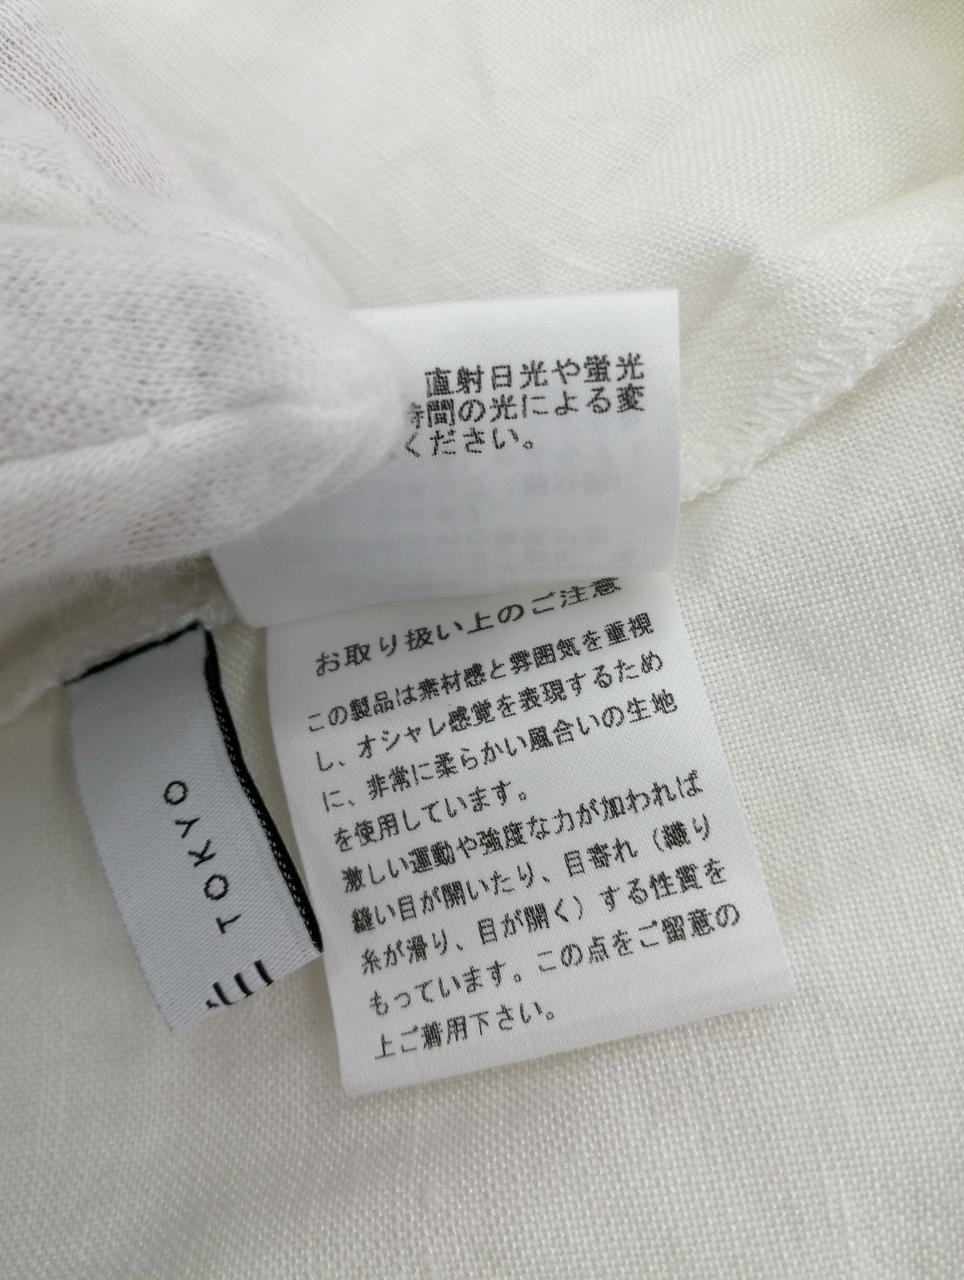 直射日光や蛍光
時間の光による変
ください。
お取り扱い上のご注意
この製品は素材感と雰囲気を重視
し、オシャレ感覚を表現するため
に、非常に柔らかい風合いの生地
を使用しています。
激しい運動や強度な力が加われば
縫い目が開いたり、目寄れ（織り
糸が滑り、目が開く）する性質を
もっています。この点をご留意の
上ご着用下さい。
TOKYO